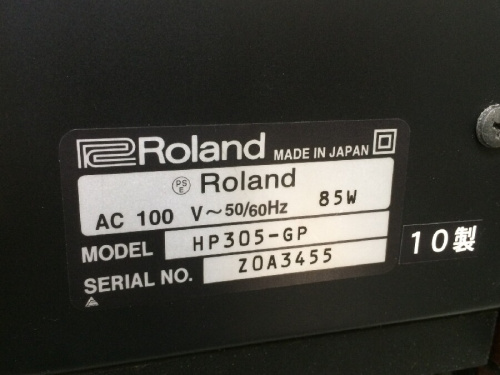 Roland MADE IN JAPAN
PS E Roland
AC 100 V～50/60Hz 85W
MODEL HP305-GP
SERIAL NO. Z0A3455
10製